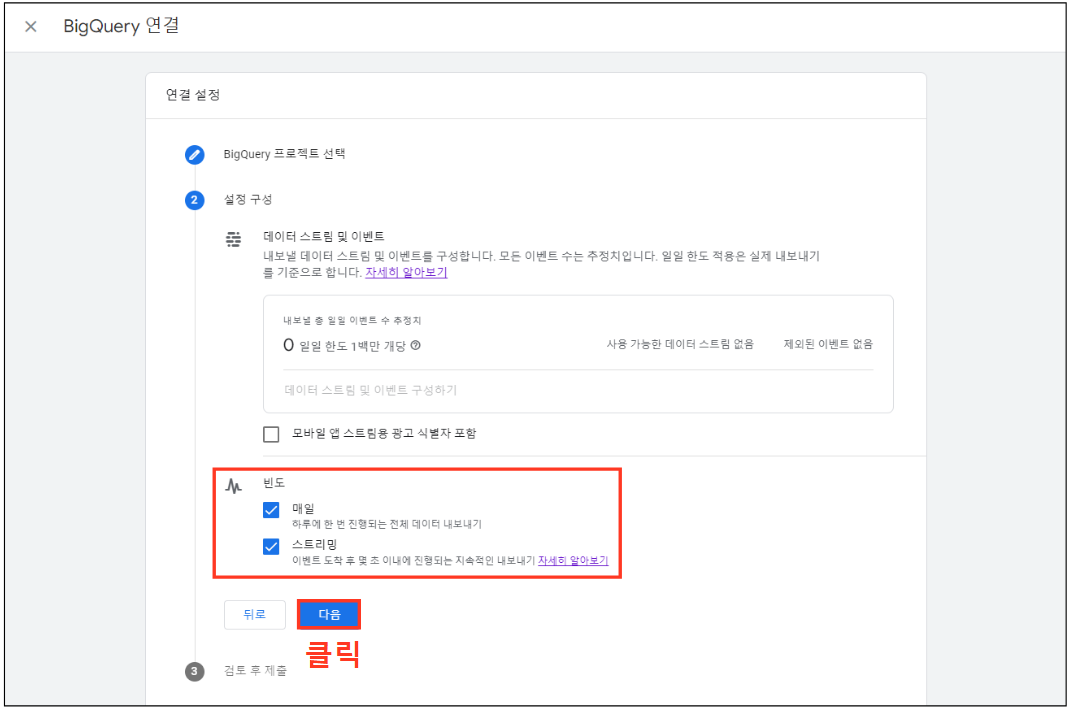 BigQuery 연결
연결 설정
BigQuery 프로젝트 선택
2 설정 구성
데이터 스트림 및 이벤트
내보낼 데이터 스트림 및 이벤트를 구성합니다. 모든 이벤트 수는 추정치입니다. 일일 한도 적용은 실제 내보내기
를 기준으로 합니다. 자세히 알아보기
내보낼 총 일일 이벤트 수 추정치
0 일일 한도 1백만 개당 사용 가능한 데이터 스트림 없음 제외된 이벤트 없음
데이터 스트림 및 이벤트 구성하기
모바일 앱 스트림용 광고 식별자 포함
빈도
매일
하루에 한 번 진행되는 전체 데이터 내보내기
스트리밍
이벤트 도착 후 몇 초 이내에 진행되는 지속적인 내보내기 자세히 알아보기
뒤로 다음
클릭
3 검토 후 제출